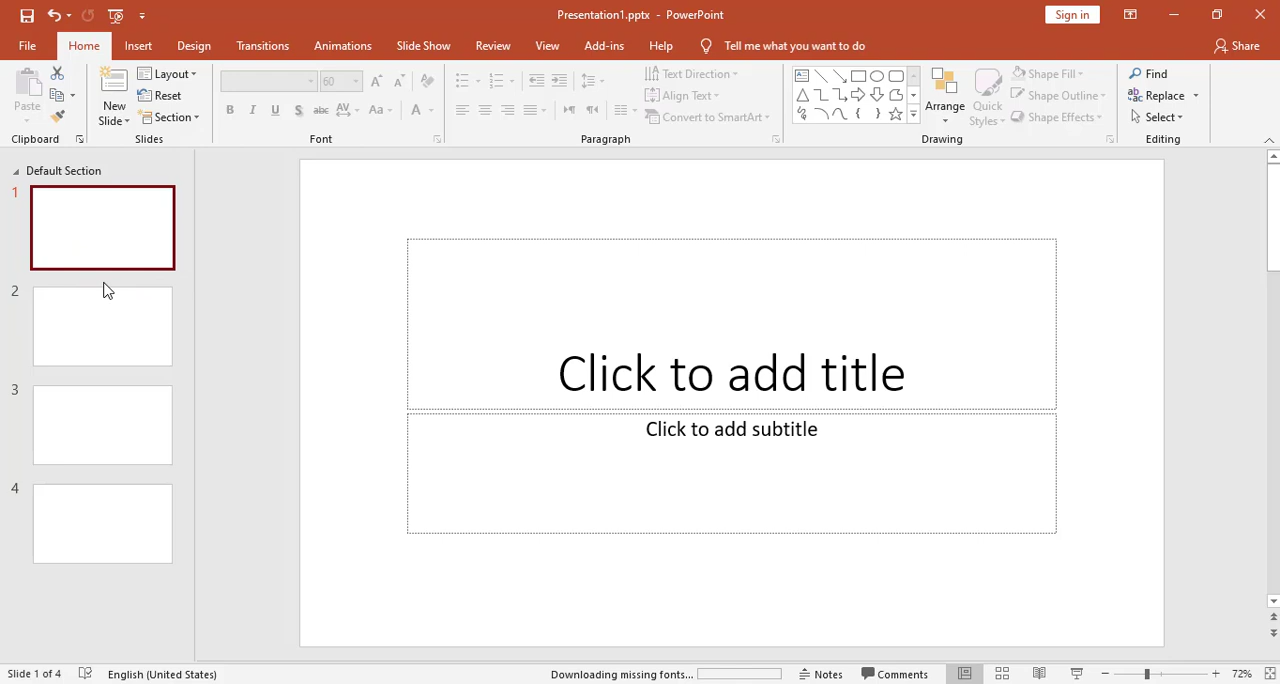 Presentation1.pptx - PowerPoint
Sign in
File Home Insert Design Transitions Animations Slide Show Review View Add-ins Help Tell me what you want to do Share
Paste
Clipboard
New Slide
Layout
Reset
Section
Slides
60
B I U S abc AV Aa A
Font
Text Direction
Align Text
Convert to SmartArt
Paragraph
Arrange
Quick Styles
Shape Fill
Shape Outline
Shape Effects
Drawing
Find
Replace
Select
Editing
Default Section
1
2
3
4
Click to add title
Click to add subtitle
Slide 1 of 4 English (United States) Downloading missing fonts... Notes Comments 72%